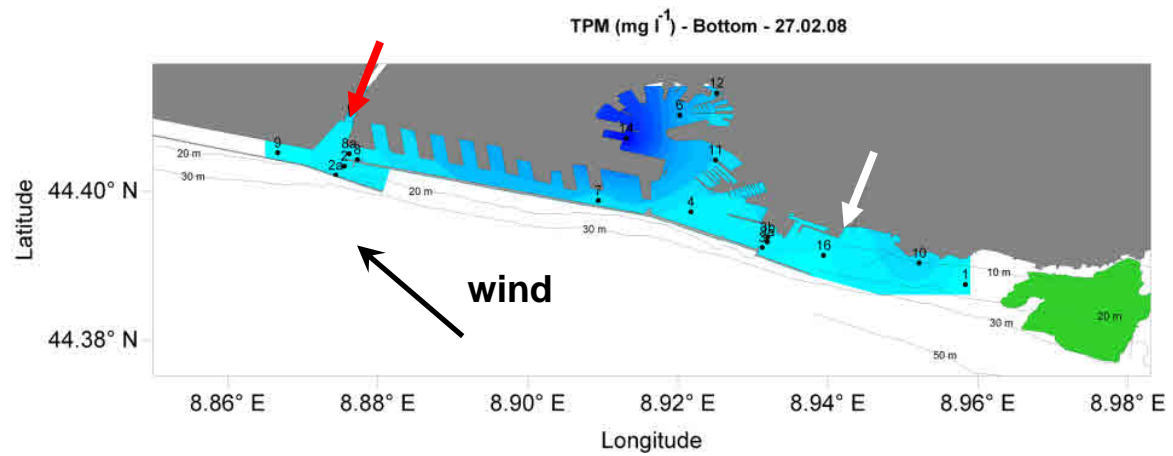 TPM (mg l-1) - Bottom - 27.02.08
Latitude
44.40° N
44.38° N
12
6
14
11
9
8a
8
2
2a
20 m
30 m
20 m
7
30 m
4
3b
16
10
1
10 m
30 m
20 m
50 m
wind
8.86° E
8.88° E
8.90° E
8.92° E
8.94° E
8.96° E
8.98° E
Longitude